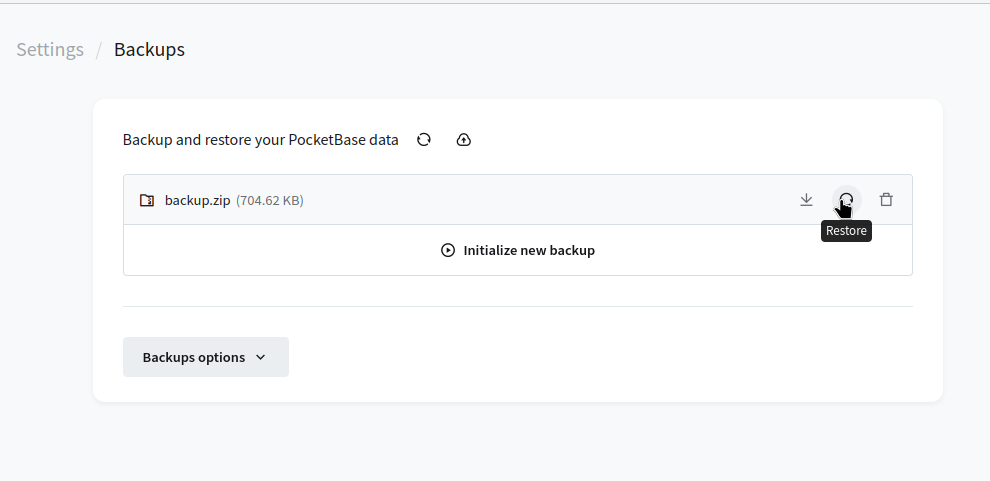 Settings / Backups
Backup and restore your PocketBase data
backup.zip (704.62 KB)
Restore
Initialize new backup
Backups options